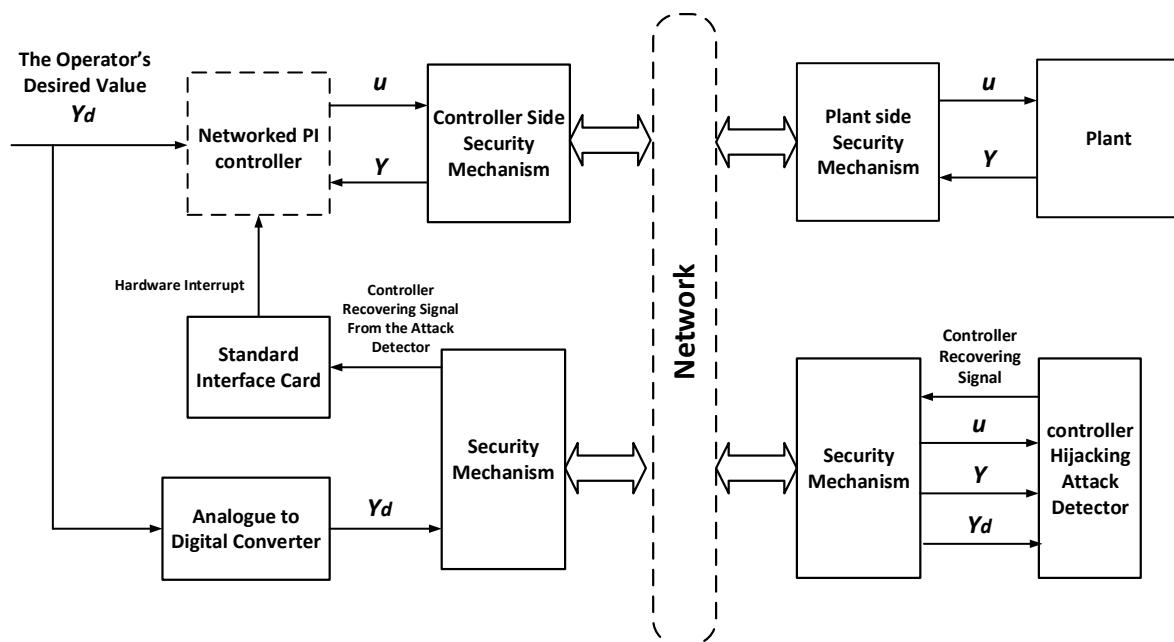 The Operator's
Desired Value
Yd
Networked PI
controller
u
Y
Controller Side
Security
Mechanism
Network
Plant side
Security
Mechanism
u
Y
Plant
Hardware Interrupt
Standard
Interface Card
Controller
Recovering Signal
From the Attack
Detector
Security
Mechanism
Analogue to
Digital Converter
Yd
Security
Mechanism
Controller
Recovering
Signal
u
Y
Yd
controller
Hijacking
Attack
Detector